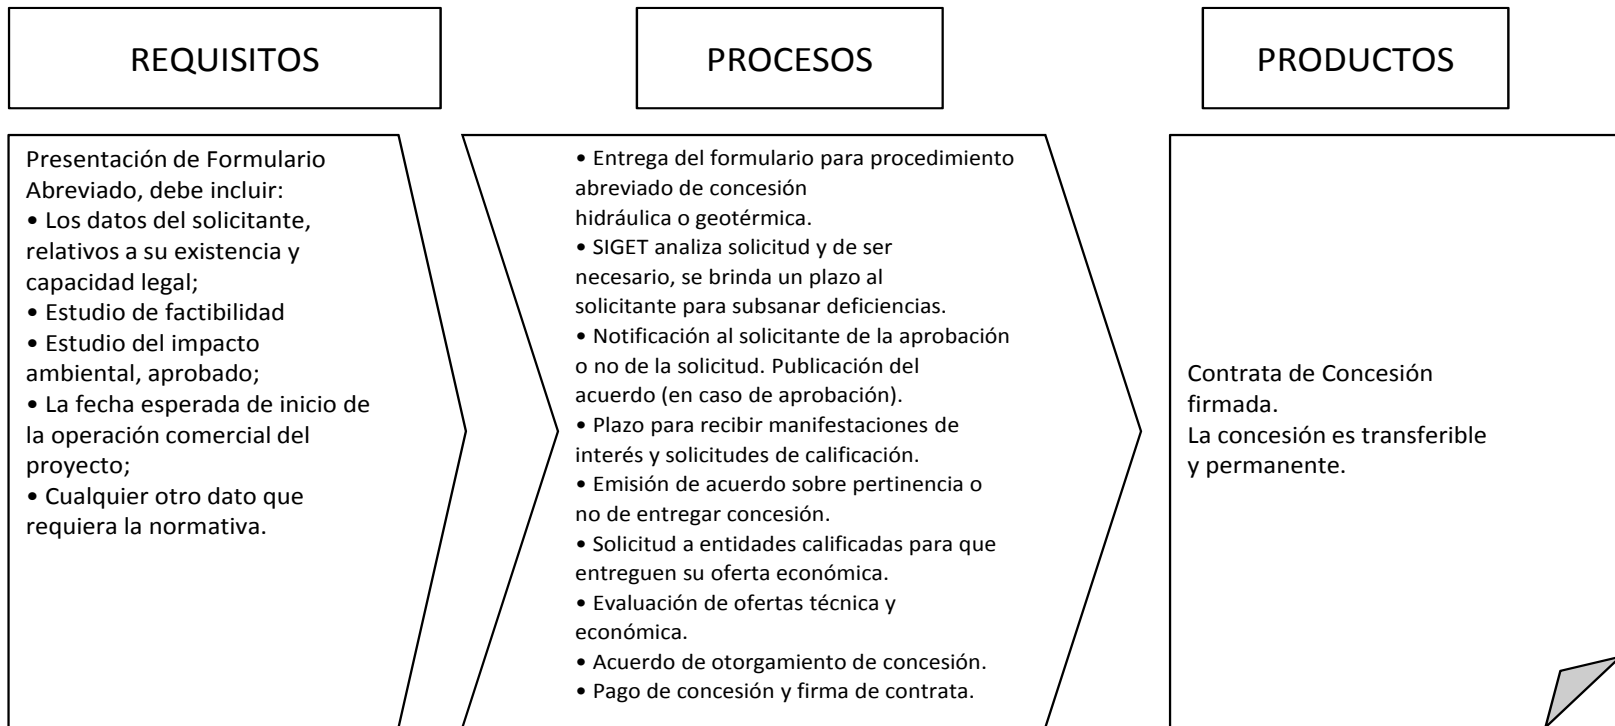 REQUISITOS
PROCESOS
PRODUCTOS
Presentación de Formulario
Abreviado, debe incluir:
• Los datos del solicitante,
relativos a su existencia y
capacidad legal;
• Estudio de factibilidad
• Estudio del impacto
ambiental, aprobado;
• La fecha esperada de inicio de
la operación comercial del
proyecto;
• Cualquier otro dato que
requiera la normativa.
• Entrega del formulario para procedimiento
abreviado de concesión
hidráulica o geotérmica.
• SIGET analiza solicitud y de ser
necesario, se brinda un plazo al
solicitante para subsanar deficiencias.
• Notificación al solicitante de la aprobación
o no de la solicitud. Publicación del
acuerdo (en caso de aprobación).
• Plazo para recibir manifestaciones de
interés y solicitudes de calificación.
• Emisión de acuerdo sobre pertinencia o
no de entregar concesión.
• Solicitud a entidades calificadas para que
entreguen su oferta económica.
• Evaluación de ofertas técnica y
económica.
• Acuerdo de otorgamiento de concesión.
• Pago de concesión y firma de contrata.
Contrata de Concesión
firmada.
La concesión es transferible
y permanente.